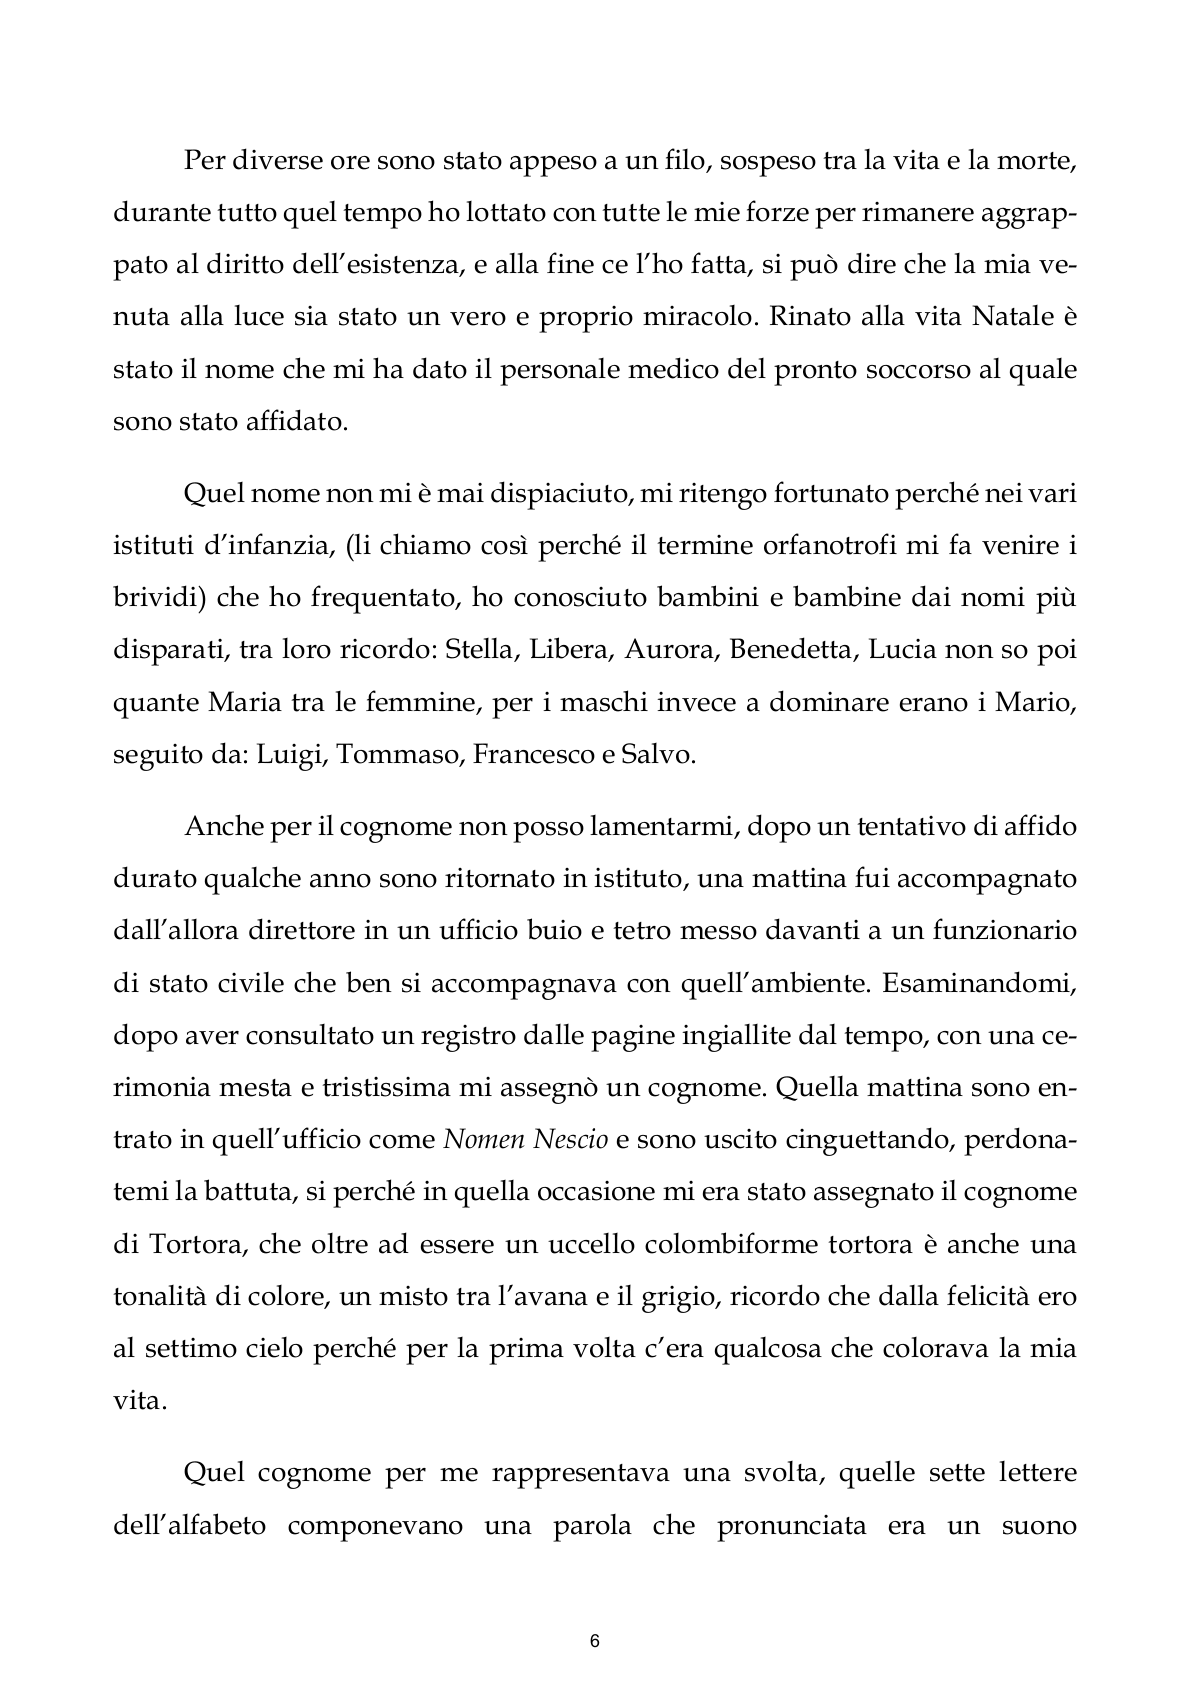 Per diverse ore sono stato appeso a un filo, sospeso tra la vita e la morte,
durante tutto quel tempo ho lottato con tutte le mie forze per rimanere aggrap-
pato al diritto dell’esistenza, e alla fine ce l’ho fatta, si può dire che la mia ve-
nuta alla luce sia stato un vero e proprio miracolo. Rinato alla vita Natale è
stato il nome che mi ha dato il personale medico del pronto soccorso al quale
sono stato affidato.
Quel nome non mi è mai dispiaciuto, mi ritengo fortunato perché nei vari
istituti d’infanzia, (li chiamo così perché il termine orfanotrofi mi fa venire i
brividi) che ho frequentato, ho conosciuto bambini e bambine dai nomi più
disparati, tra loro ricordo: Stella, Libera, Aurora, Benedetta, Lucia non so poi
quante Maria tra le femmine, per i maschi invece a dominare erano i Mario,
seguito da: Luigi, Tommaso, Francesco e Salvo.
Anche per il cognome non posso lamentarmi, dopo un tentativo di affido
durato qualche anno sono ritornato in istituto, una mattina fui accompagnato
dall’allora direttore in un ufficio buio e tetro messo davanti a un funzionario
di stato civile che ben si accompagnava con quell’ambiente. Esaminandomi,
dopo aver consultato un registro dalle pagine ingiallite dal tempo, con una ce-
rimonia mesta e tristissima mi assegnò un cognome. Quella mattina sono en-
trato in quell’ufficio come Nomen Nescio e sono uscito cinguettando, perdona-
temi la battuta, si perché in quella occasione mi era stato assegnato il cognome
di Tortora, che oltre ad essere un uccello colombiforme tortora è anche una
tonalità di colore, un misto tra l’avana e il grigio, ricordo che dalla felicità ero
al settimo cielo perché per la prima volta c’era qualcosa che colorava la mia
vita.
Quel cognome per me rappresentava una svolta, quelle sette lettere
dell’alfabeto componevano una parola che pronunciata era un suono
6